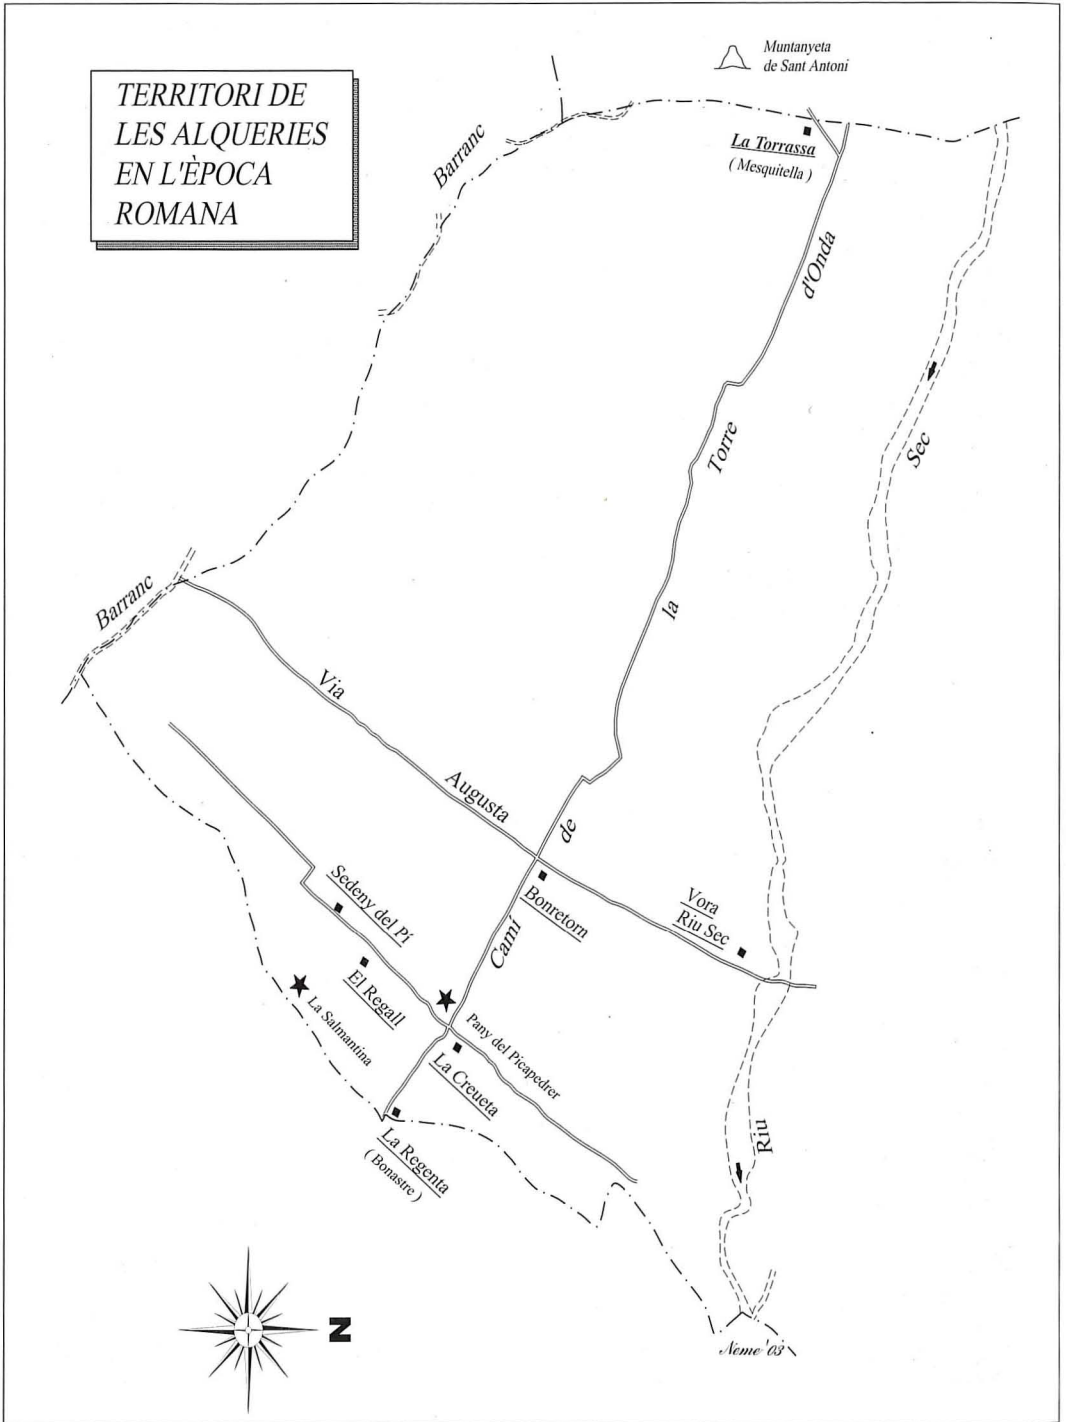 TERRITORI DE
LES ALQUERIES
EN L'ÈPOCA
ROMANA
Muntanyeta
de Sant Antoni
La Torrassa
( Mesquitella )
Barranc
d'Onda
Torre
la
de
Camí
Sec
Riu
Barranc
Via
Augusta
Sedeny del Pí
Bonretorn
Vora
Riu Sec
El Regall
La Salmantina
Pany del Picapedrer
La Creueta
La Regenta
( Bonastre )
N
Neme '03